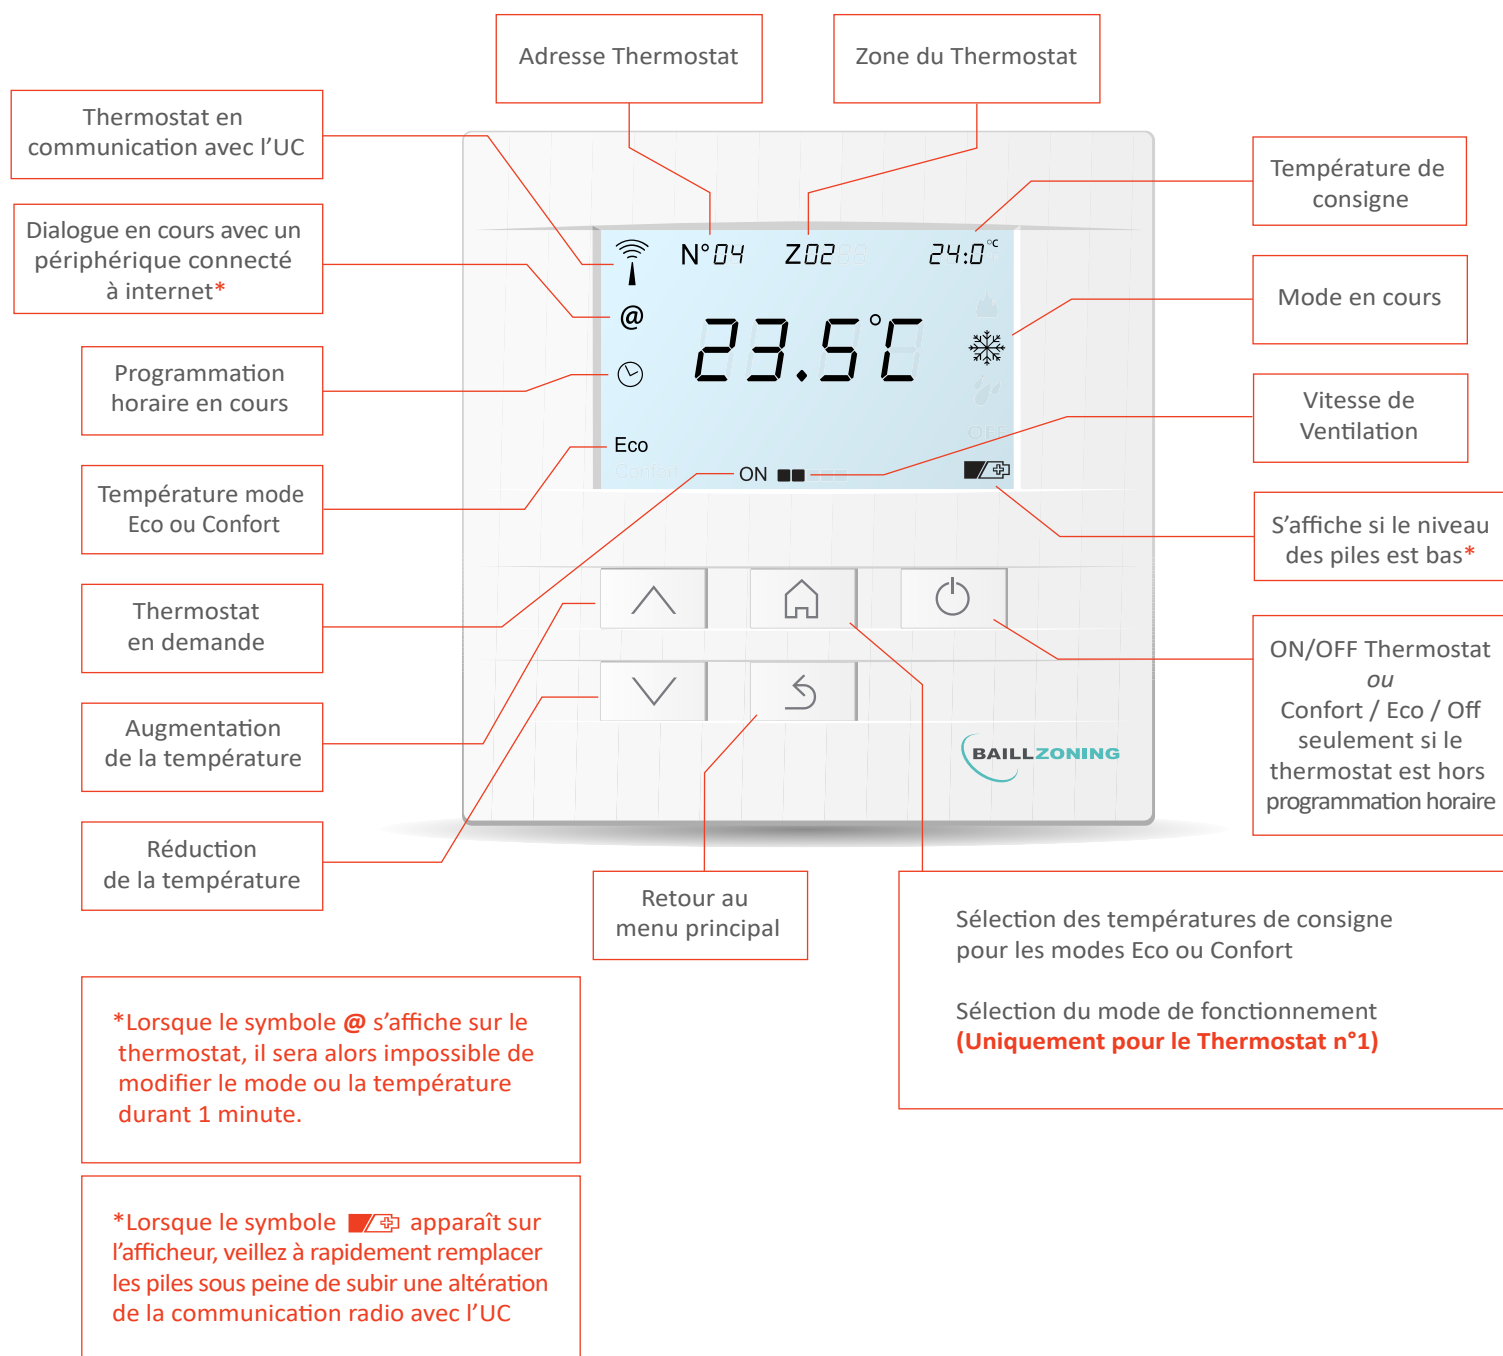 Adresse Thermostat
Zone du Thermostat
Thermostat en
communication avec l’UC
Dialogue en cours avec un
périphérique connecté
à internet*
Programmation
horaire en cours
Température mode
Eco ou Confort
Thermostat
en demande
Augmentation
de la température
Réduction
de la température
N°04 Z02 24:0°C
@
23.5°C
OFF
Eco
Confort
ON
BAILLZONING
Température de
consigne
Mode en cours
Vitesse de
Ventilation
S’affiche si le niveau
des piles est bas*
ON/OFF Thermostat
ou
Confort / Eco / Off
seulement si le
thermostat est hors
programmation horaire
Retour au
menu principal
Sélection des températures de consigne
pour les modes Eco ou Confort
Sélection du mode de fonctionnement
(Uniquement pour le Thermostat n°1)
*Lorsque le symbole @ s’affiche sur le
thermostat, il sera alors impossible de
modifier le mode ou la température
durant 1 minute.
*Lorsque le symbole apparaît sur
l’afficheur, veillez à rapidement remplacer
les piles sous peine de subir une altération
de la communication radio avec l’UC